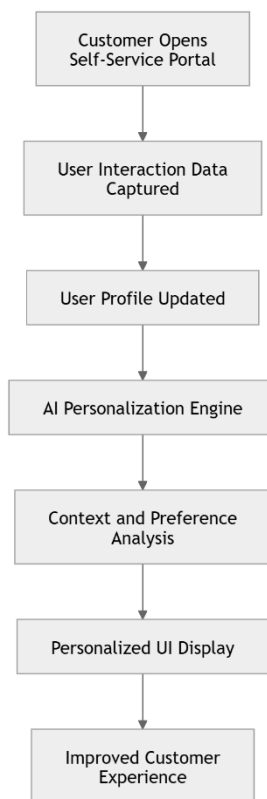 Customer Opens
Self-Service Portal
User Interaction Data
Captured
User Profile Updated
AI Personalization Engine
Context and Preference
Analysis
Personalized UI Display
Improved Customer
Experience